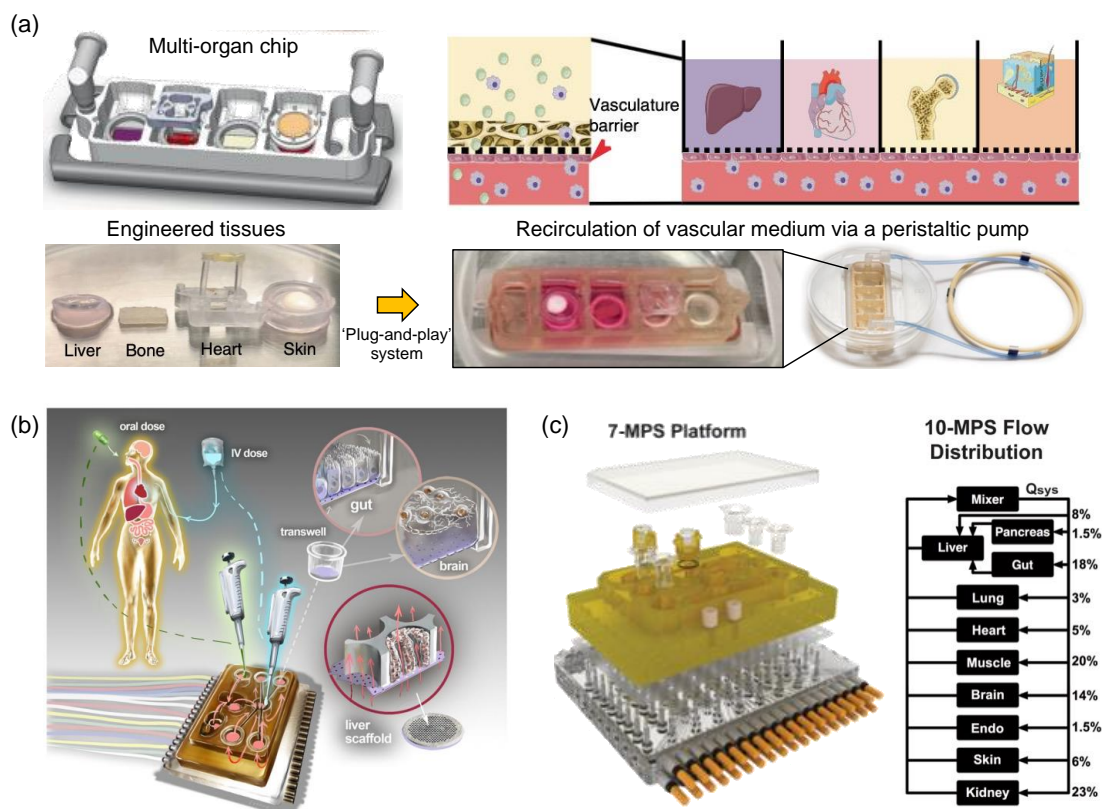 (a)
Multi-organ chip
Vasculature
barrier
Engineered tissues
Recirculation of vascular medium via a peristaltic pump
Liver
Bone
Heart
Skin
'Plug-and-play'
system
(b)
oral dose
IV dose
gut
transwell
brain
liver
scaffold
(c)
7-MPS Platform
10-MPS Flow
Distribution
Mixer
Qsys
8%
Pancreas
1.5%
Liver
Gut
18%
Lung
3%
Heart
5%
Muscle
20%
Brain
14%
Endo
1.5%
Skin
6%
Kidney
23%